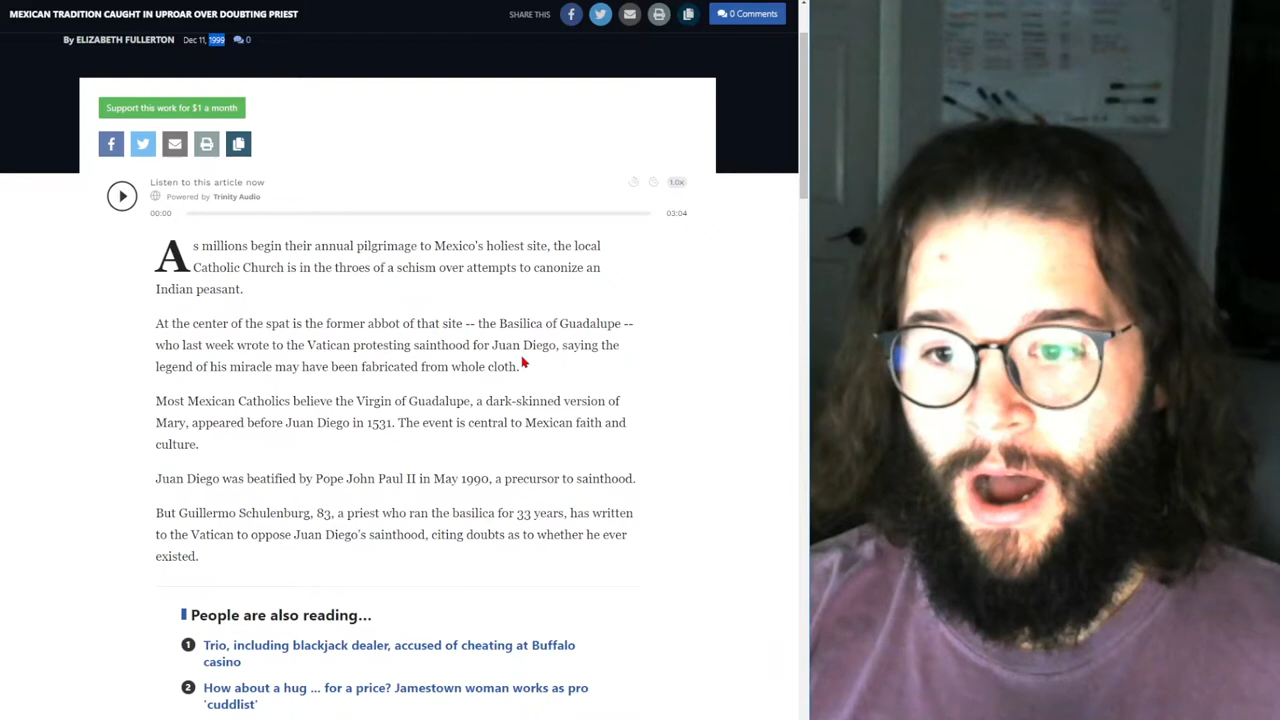 MEXICAN TRADITION CAUGHT IN UPROAR OVER DOUBTING PRIEST
SHARE THIS
0 Comments
By ELIZABETH FULLERTON Dec 11, 1999 0
Support this work for $1 a month
Listen to this article now
Powered by Trinity Audio
1.0x
00:00
03:04
As millions begin their annual pilgrimage to Mexico's holiest site, the local
Catholic Church is in the throes of a schism over attempts to canonize an
Indian peasant.
At the center of the spat is the former abbot of that site -- the Basilica of Guadalupe --
who last week wrote to the Vatican protesting sainthood for Juan Diego, saying the
legend of his miracle may have been fabricated from whole cloth.
Most Mexican Catholics believe the Virgin of Guadalupe, a dark-skinned version of
Mary, appeared before Juan Diego in 1531. The event is central to Mexican faith and
culture.
Juan Diego was beatified by Pope John Paul II in May 1990, a precursor to sainthood.
But Guillermo Schulenburg, 83, a priest who ran the basilica for 33 years, has written
to the Vatican to oppose Juan Diego's sainthood, citing doubts as to whether he ever
existed.
People are also reading…
1 Trio, including blackjack dealer, accused of cheating at Buffalo
casino
2 How about a hug ... for a price? Jamestown woman works as pro
'cuddlist'